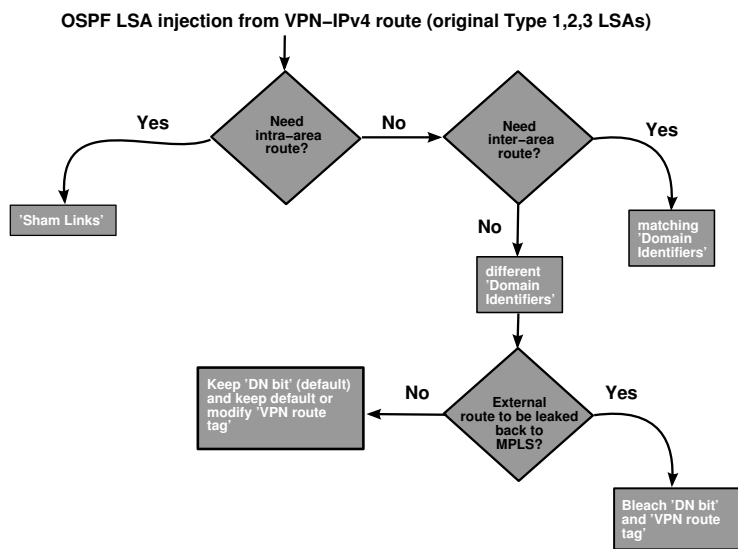 OSPF LSA injection from VPN−IPv4 route (original Type 1,2,3 LSAs)
Need
intra−area
route?
Yes
No
Need
inter−area
route?
Yes
'Sham Links'
matching
'Domain
Identifiers'
No
different
'Domain
Identifiers'
External
route to be leaked
back to
MPLS?
No
Yes
Keep 'DN bit' (default)
and keep default or
modify 'VPN route
tag'
Bleach 'DN bit'
and 'VPN route
tag'